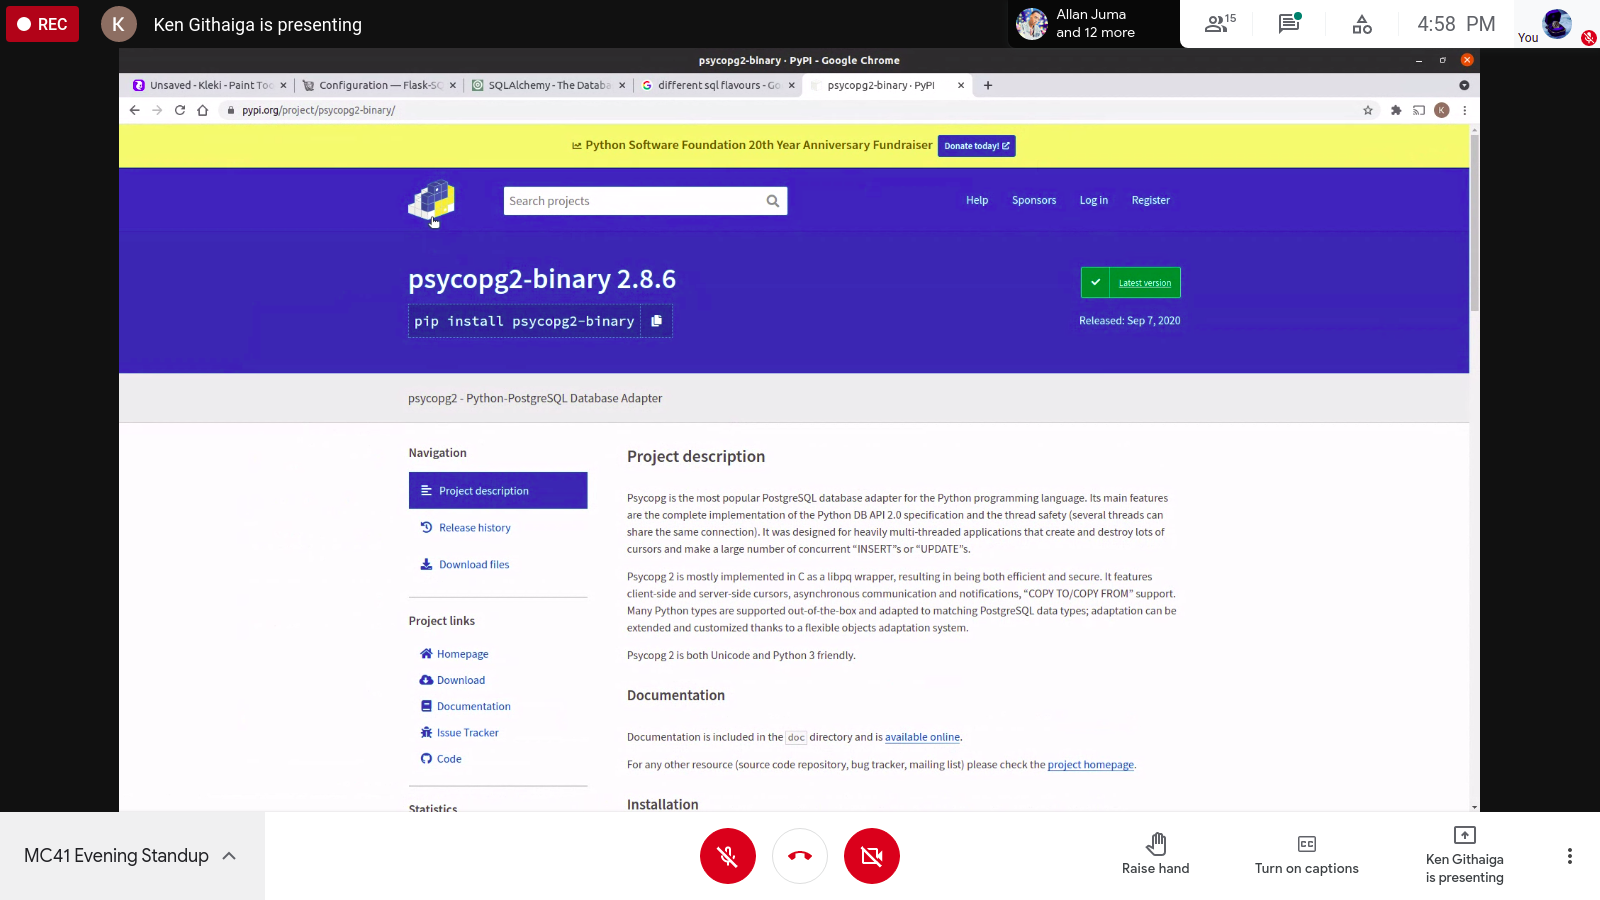 REC
K
Ken Githaiga is presenting
Allan Juma
and 12 more
15
4:58 PM
You
psycopg2-binary · PyPI - Google Chrome
Unsaved - Kleki - Paint Too
Configuration — Flask-SQ
SQLAlchemy - The Databa
different sql flavours - Go
psycopg2-binary · PyPI
pypi.org/project/psycopg2-binary/
K
Python Software Foundation 20th Year Anniversary Fundraiser
Donate today!
Search projects
Help
Sponsors
Log in
Register
psycopg2-binary 2.8.6
Latest version
pip install psycopg2-binary
Released: Sep 7, 2020
psycopg2 - Python-PostgreSQL Database Adapter
Navigation
Project description
Release history
Download files
Project links
Homepage
Download
Documentation
Issue Tracker
Code
Statistics
Project description
Psycopg is the most popular PostgreSQL database adapter for the Python programming language. Its main features
are the complete implementation of the Python DB API 2.0 specification and the thread safety (several threads can
share the same connection). It was designed for heavily multi-threaded applications that create and destroy lots of
cursors and make a large number of concurrent “INSERT”s or “UPDATE”s.
Psycopg 2 is mostly implemented in C as a libpq wrapper, resulting in being both efficient and secure. It features
client-side and server-side cursors, asynchronous communication and notifications, “COPY TO/COPY FROM” support.
Many Python types are supported out-of-the-box and adapted to matching PostgreSQL data types; adaptation can be
extended and customized thanks to a flexible objects adaptation system.
Psycopg 2 is both Unicode and Python 3 friendly.
Documentation
Documentation is included in the doc directory and is available online.
For any other resource (source code repository, bug tracker, mailing list) please check the project homepage.
Installation
MC41 Evening Standup
Raise hand
Turn on captions
Ken Githaiga
is presenting